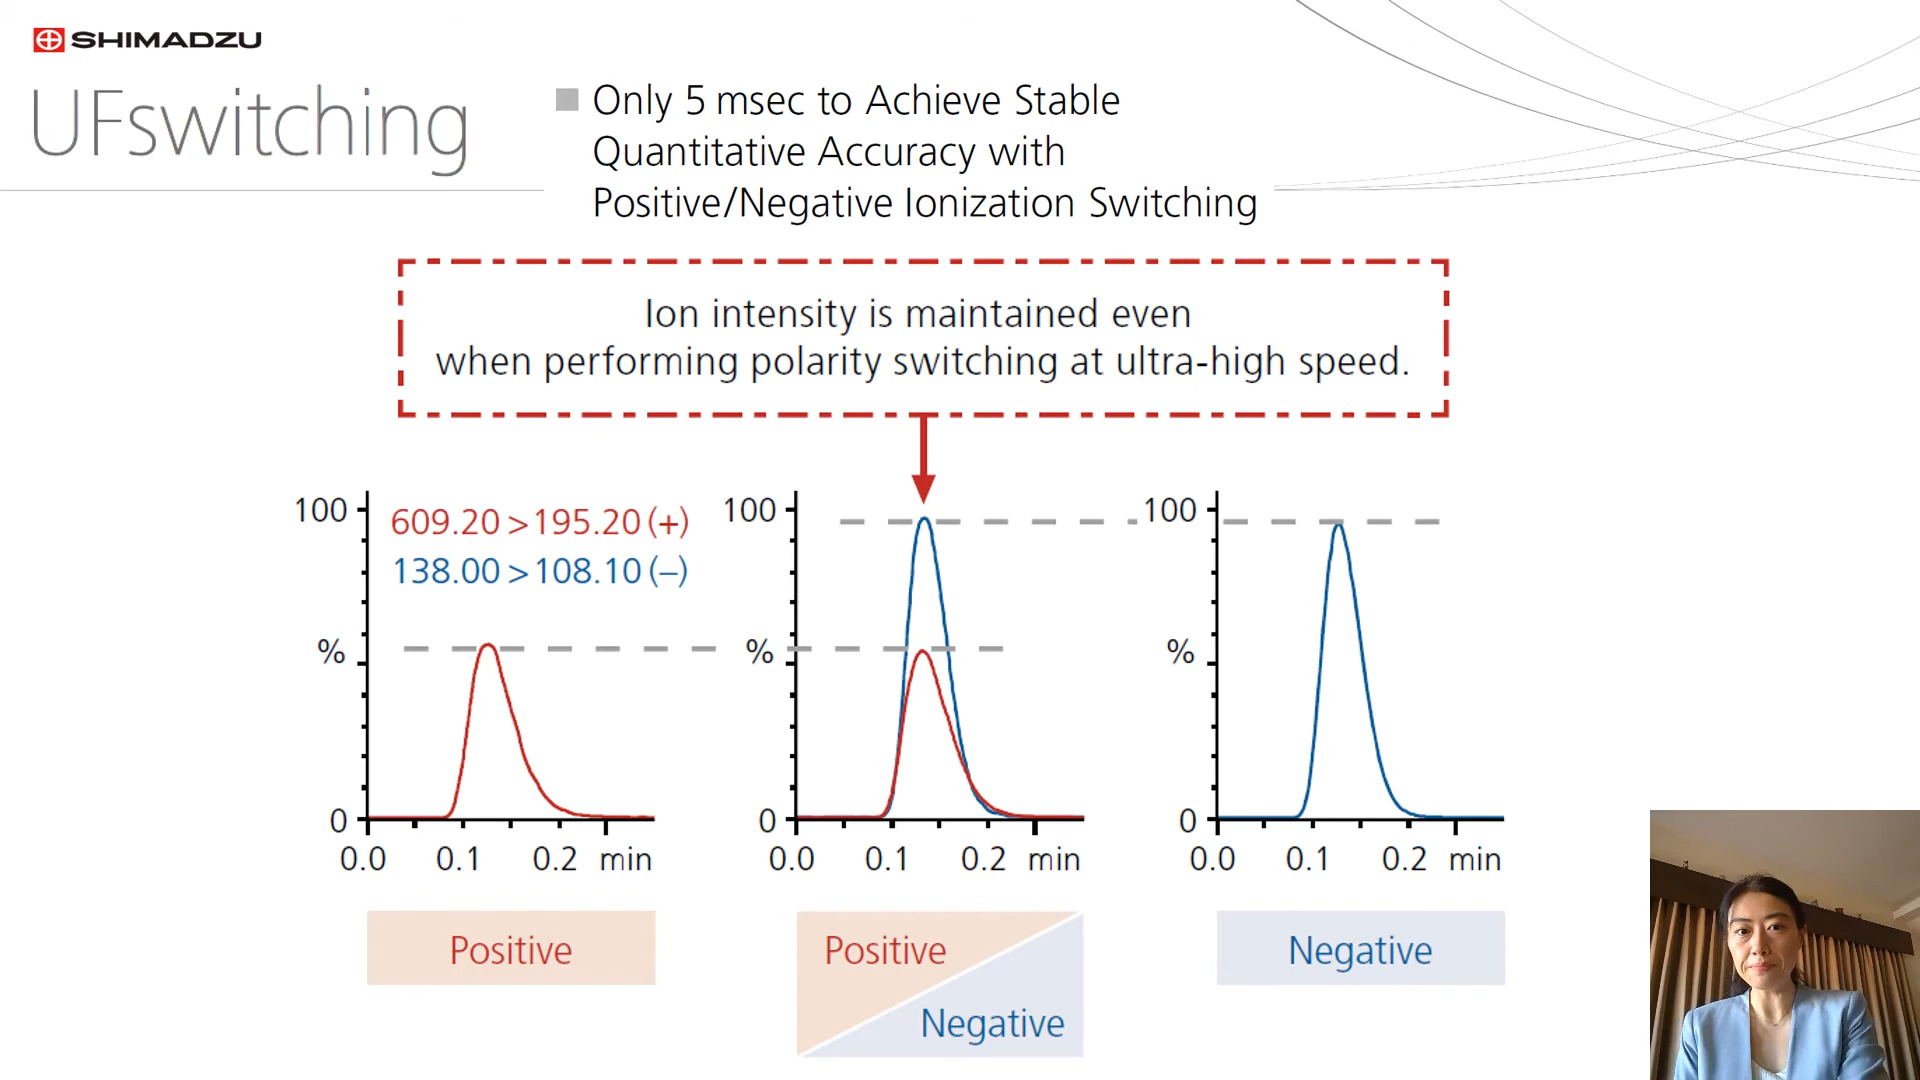 SHIMADZU
UFswitching
Only 5 msec to Achieve Stable
Quantitative Accuracy with
Positive/Negative Ionization Switching
Ion intensity is maintained even
when performing polarity switching at ultra-high speed.
100
609.20>195.20(+)
138.00>108.10(–)
%
0
0.0 0.1 0.2 min
Positive
100
%
0
0.0 0.1 0.2 min
Positive
Negative
100
%
0
0.0 0.1 0.2 min
Negative